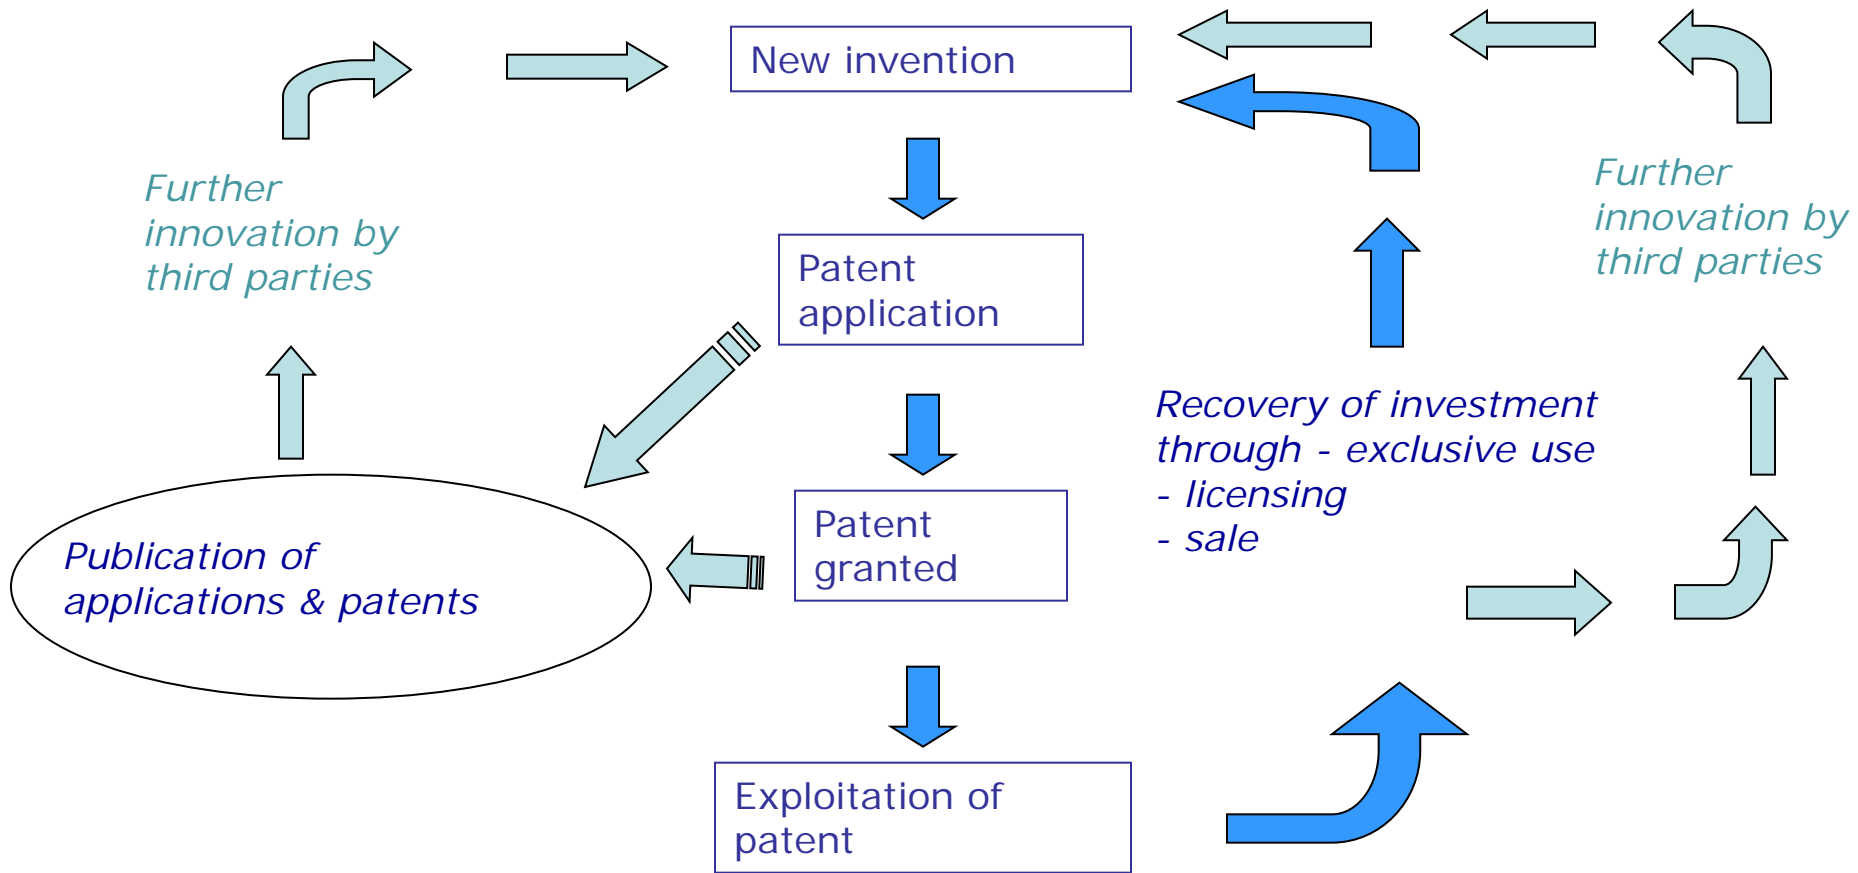 New invention
Further
innovation by
third parties
Further
innovation by
third parties
Patent
application
Recovery of investment
through - exclusive use
- licensing
- sale
Patent
granted
Publication of
applications & patents
Exploitation of
patent